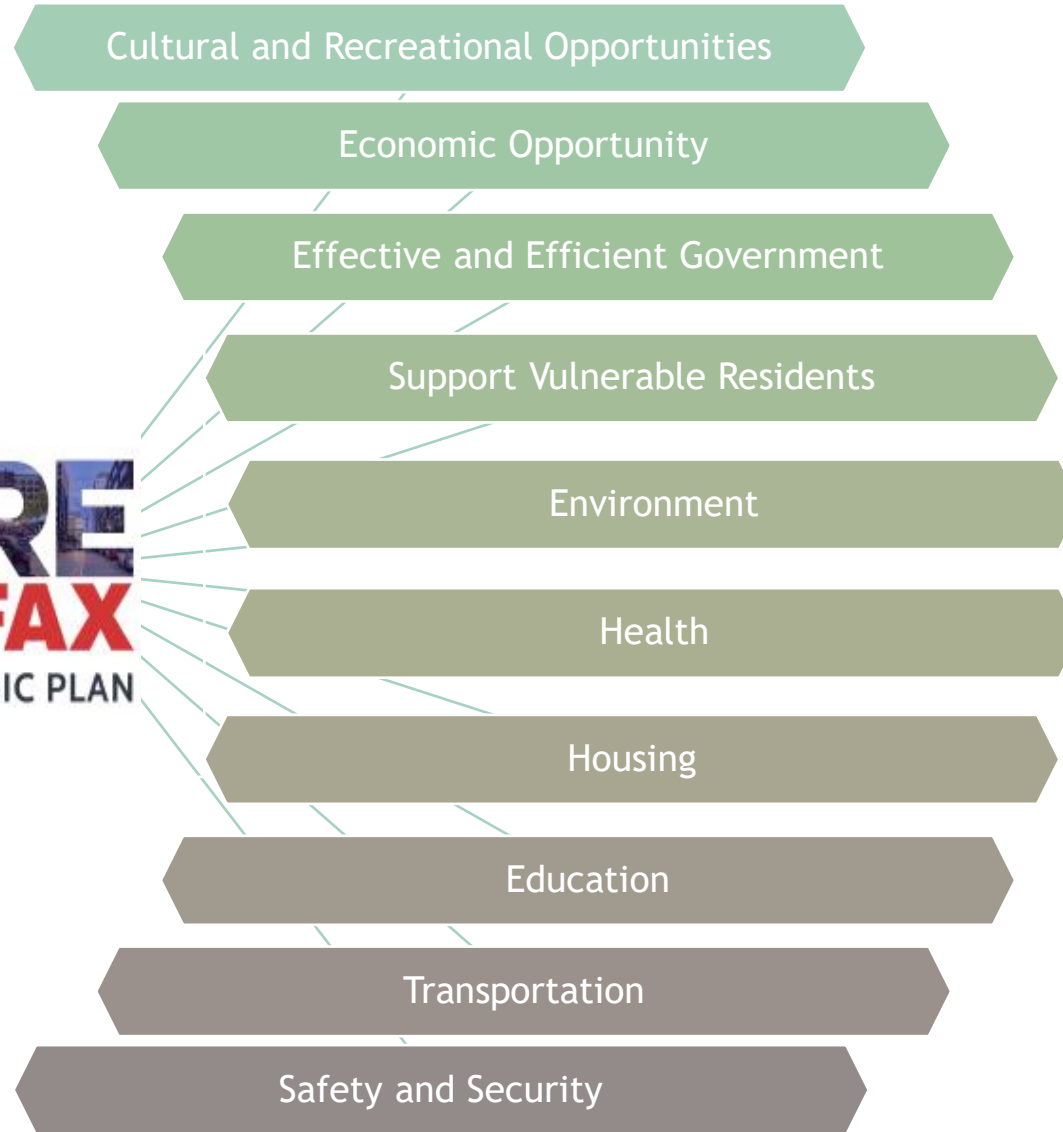 Cultural and Recreational Opportunities
Economic Opportunity
Effective and Efficient Government
Support Vulnerable Residents
RE
FAX
IC PLAN
Environment
Health
Housing
Education
Transportation
Safety and Security